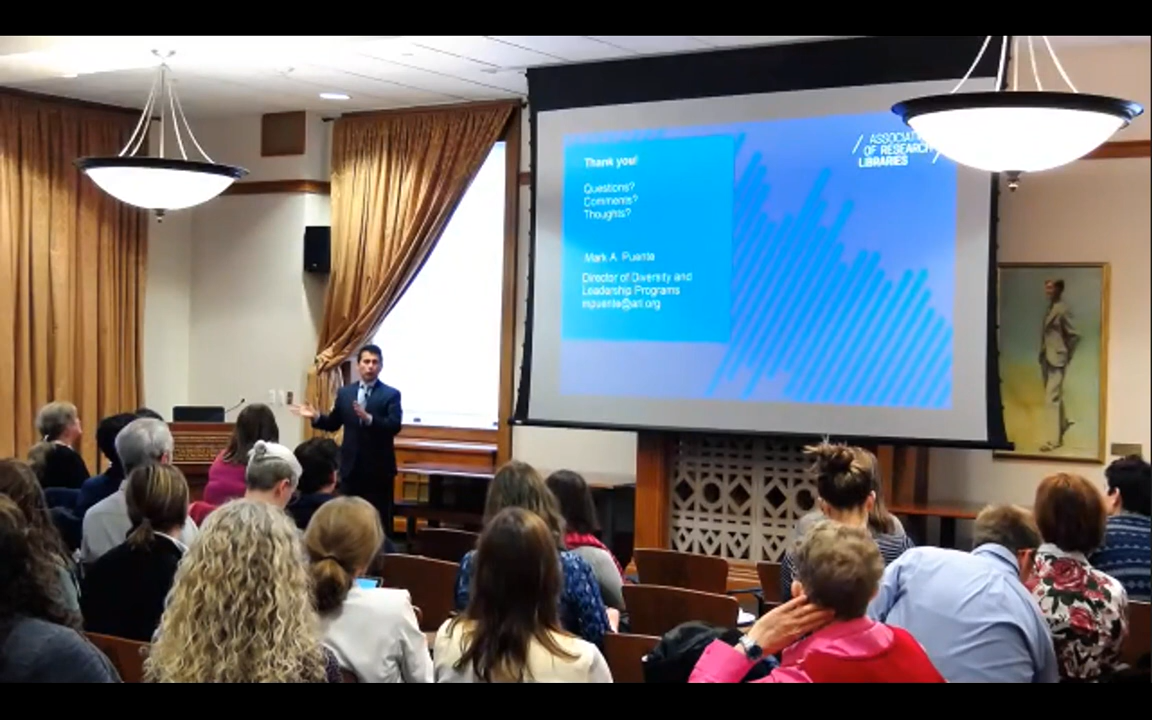 Thank you!
Questions?
Comments?
Thoughts?
Mark A. Puente
Director of Diversity and
Leadership Programs
mpuente@arl.org
/ ASSOCIATI
OF RESEARCH
LIBRARIES /